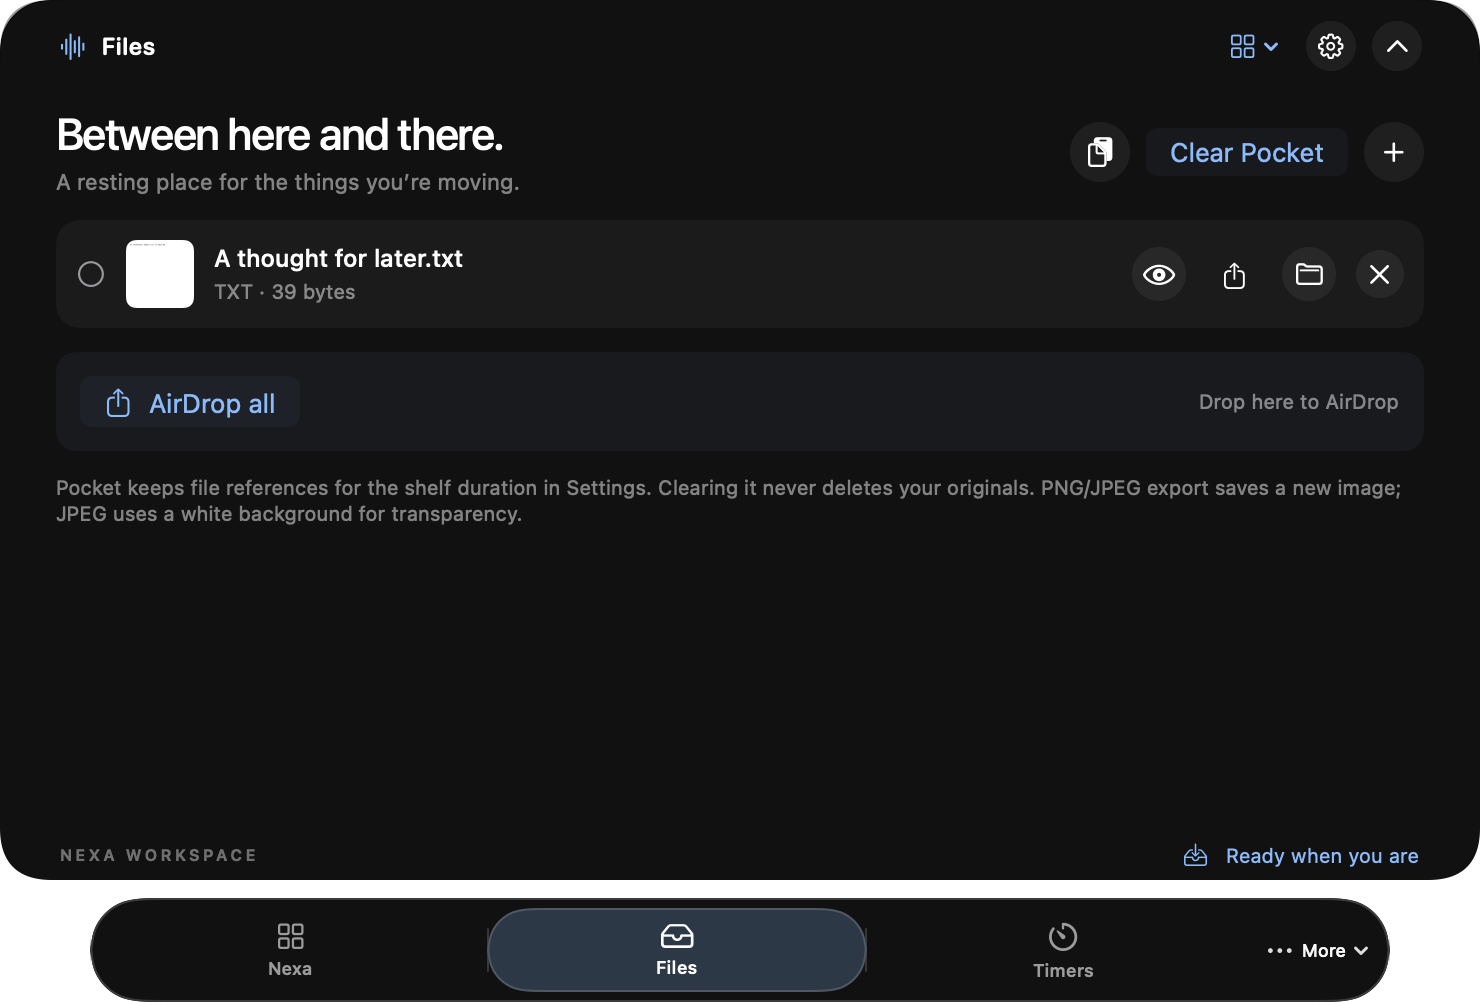 Files
Between here and there.
A resting place for the things you’re moving.
Clear Pocket
A thought for later.txt
TXT · 39 bytes
AirDrop all
Drop here to AirDrop
Pocket keeps file references for the shelf duration in Settings. Clearing it never deletes your originals. PNG/JPEG export saves a new image;
JPEG uses a white background for transparency.
NEXA WORKSPACE
Ready when you are
Nexa
Files
Timers
More